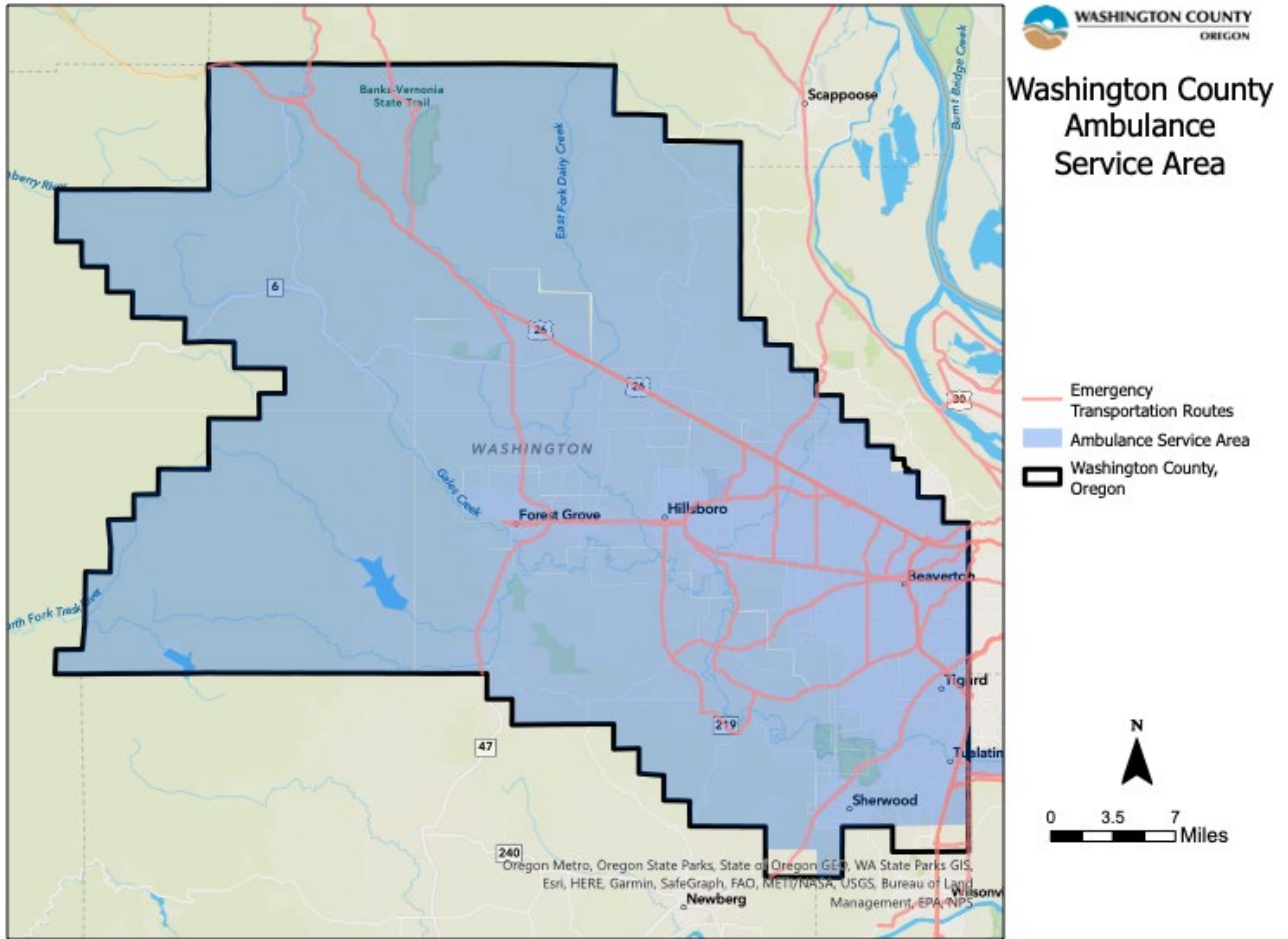 WASHINGTON COUNTY
OREGON
Washington County
Ambulance
Service Area
Banks-Vernonia
State Trail
Scappoose
Burnt Bridge Creek
East Fork Dairy Creek
6
26
26
30
WASHINGTON
Gales Creek
Forest Grove
Hillsboro
Beaverton
Tigard
219
47
Tualatin
Sherwood
240
Oregon Metro, Oregon State Parks, State of Oregon GEO, WA State Parks GIS,
Esri, HERE, Garmin, SafeGraph, FAO, METI/NASA, USGS, Bureau of Land
Management, EPA, NPS
Newberg
Wilsonv
Emergency
Transportation Routes
Ambulance Service Area
Washington County,
Oregon
N
0 3.5 7
Miles